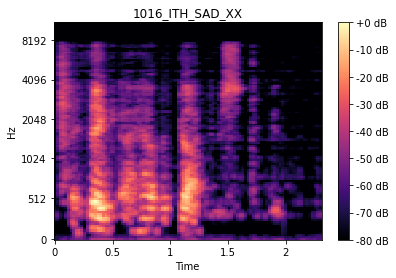 1016_ITH_SAD_XX
+0 dB
8192
-10 dB
4096
-20 dB
-30 dB
2048
Hz
-40 dB
1024
-50 dB
512
-60 dB
-70 dB
0
-80 dB
0 0.5 1 1.5 2
Time